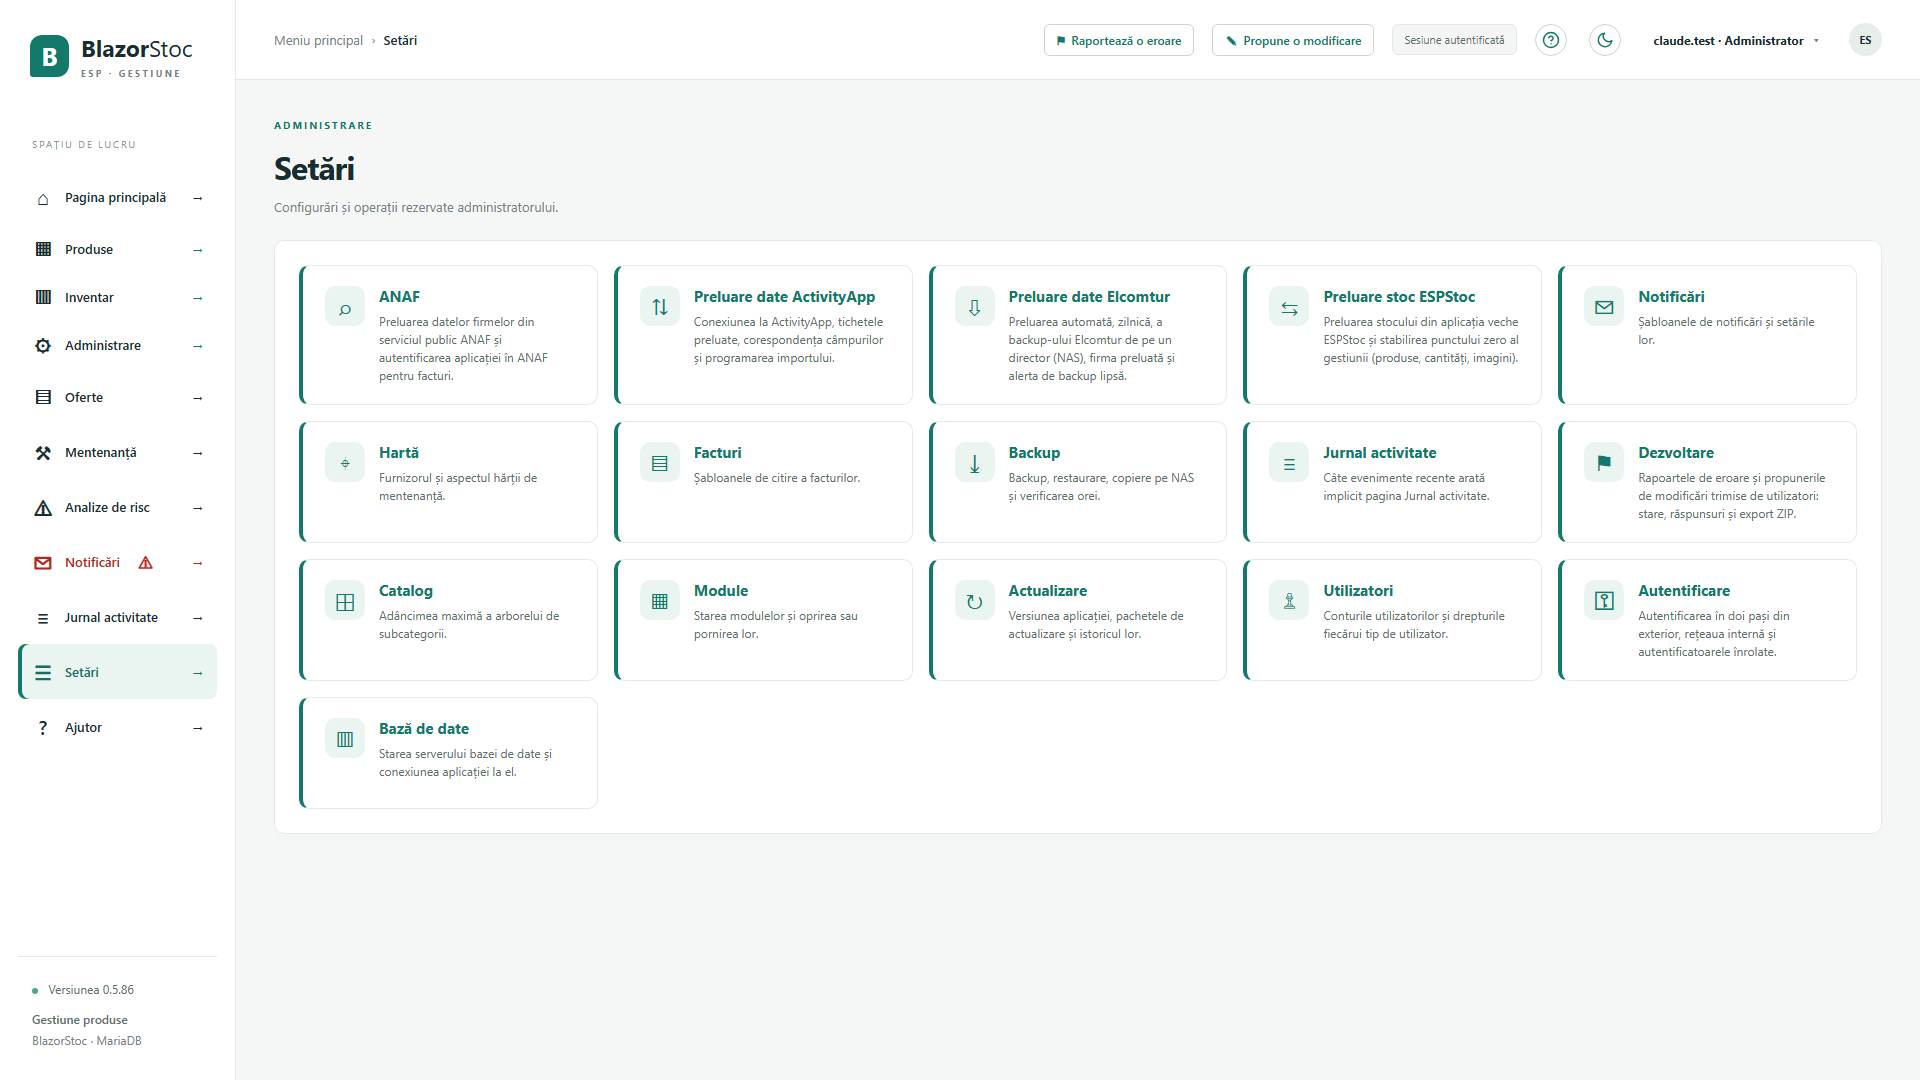 B
BlazorStoc
ESP · GESTIUNE
SPAȚIU DE LUCRU
Pagina principală →
Produse →
Inventar →
Administrare →
Oferte →
Mentenanță →
Analize de risc →
Notificări →
Jurnal activitate →
Setări →
? Ajutor →
Versiunea 0.5.86
Gestiune produse
BlazorStoc · MariaDB
Meniu principal › Setări
Raportează o eroare
Propune o modificare
Sesiune autentificată
claude.test · Administrator
ES
ADMINISTRARE
Setări
Configurări și operații rezervate administratorului.
ANAF
Preluarea datelor firmelor din
serviciul public ANAF și
autentificarea aplicației în ANAF
pentru facturi.
Preluare date ActivityApp
Conexiunea la ActivityApp, tichetele
preluate, corespondența câmpurilor
și programarea importului.
Preluare date Elcomtur
Preluarea automată, zilnică, a
backup-ului Elcomtur de pe un
director (NAS), firma preluată și
alerta de backup lipsă.
Preluare stoc ESPStoc
Preluarea stocului din aplicația veche
ESPStoc și stabilirea punctului zero al
gestiunii (produse, cantități, imagini).
Notificări
Șabloanele de notificări și setările
lor.
Hartă
Furnizorul și aspectul hărții de
mentenanță.
Facturi
Șabloanele de citire a facturilor.
Backup
Backup, restaurare, copiere pe NAS
și verificarea orei.
Jurnal activitate
Câte evenimente recente arată
implicit pagina Jurnal activitate.
Dezvoltare
Rapoartele de eroare și propunerile
de modificări trimise de utilizatori:
stare, răspunsuri și export ZIP.
Catalog
Adâncimea maximă a arborelui de
subcategorii.
Module
Starea modulelor și oprirea sau
pornirea lor.
Actualizare
Versiunea aplicației, pachetele de
actualizare și istoricul lor.
Utilizatori
Conturile utilizatorilor și drepturile
fiecărui tip de utilizator.
Autentificare
Autentificarea în doi pași din
exterior, rețeaua internă și
autentificatoarele înrolate.
Bază de date
Starea serverului bazei de date și
conexiunea aplicației la el.